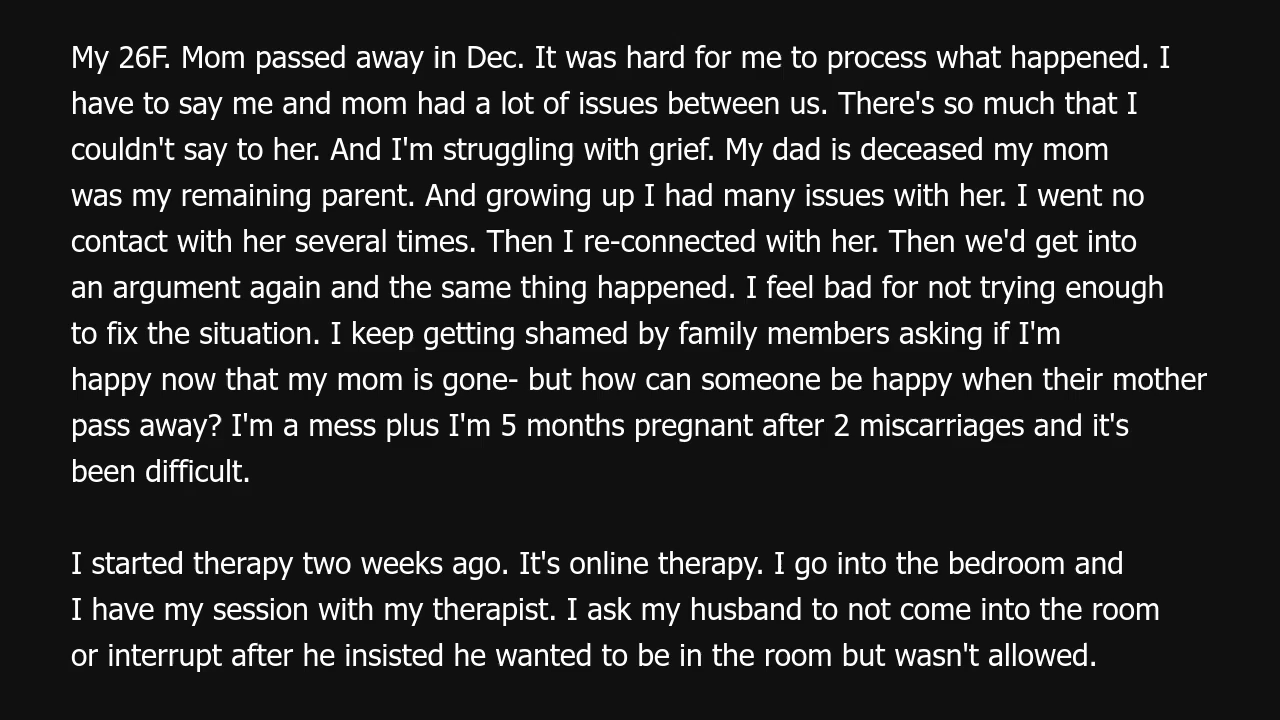 My 26F. Mom passed away in Dec. It was hard for me to process what happened. I
have to say me and mom had a lot of issues between us. There's so much that I
couldn't say to her. And I'm struggling with grief. My dad is deceased my mom
was my remaining parent. And growing up I had many issues with her. I went no
contact with her several times. Then I re-connected with her. Then we'd get into
an argument again and the same thing happened. I feel bad for not trying enough
to fix the situation. I keep getting shamed by family members asking if I'm
happy now that my mom is gone- but how can someone be happy when their mother
pass away? I'm a mess plus I'm 5 months pregnant after 2 miscarriages and it's
been difficult.

I started therapy two weeks ago. It's online therapy. I go into the bedroom and
I have my session with my therapist. I ask my husband to not come into the room
or interrupt after he insisted he wanted to be in the room but wasn't allowed.